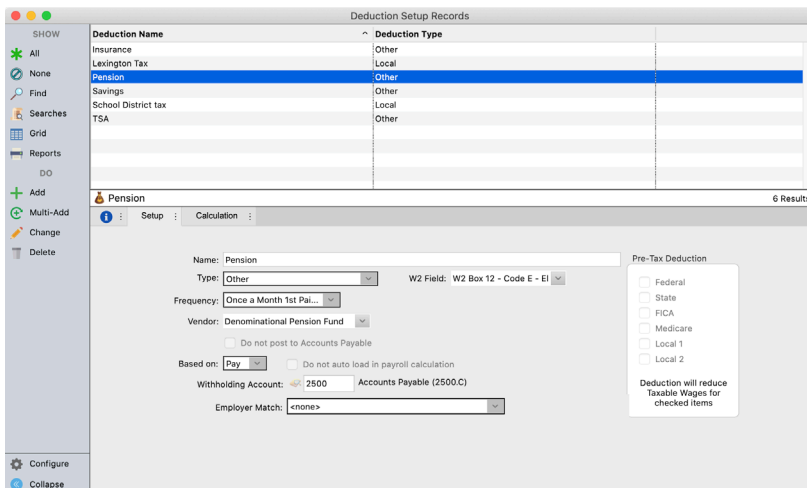 Deduction Setup Records
SHOW
All
None
Find
Searches
Grid
Reports
DO
Add
Multi-Add
Change
Delete
Configure
Collapse
Deduction Name ^ Deduction Type
Insurance Other
Lexington Tax Local
Pension Other
Savings Other
School District tax Local
TSA Other
Pension 6 Results
Setup : Calculation :
Name: Pension
Type: Other W2 Field: W2 Box 12 - Code E - El
Frequency: Once a Month 1st Pai...
Vendor: Denominational Pension Fund
Do not post to Accounts Payable
Based on: Pay Do not auto load in payroll calculation
Withholding Account: 2500 Accounts Payable (2500.C)
Employer Match: <none>
Pre-Tax Deduction
Federal
State
FICA
Medicare
Local 1
Local 2
Deduction will reduce
Taxable Wages for
checked items